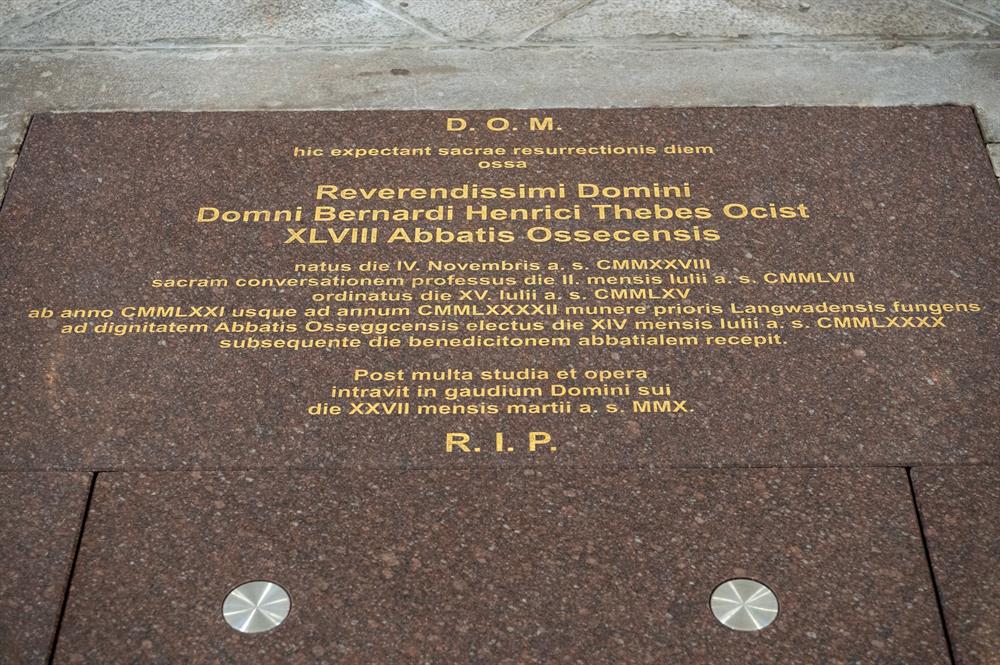 D. O. M.
hic expectant sacrae resurrectionis diem
ossa
Reverendissimi Domini
Domni Bernardi Henrici Thebes Ocist
XLVIII Abbatis Ossecensis
natus die IV. Novembris a. s. CMMXXVIII
sacram conversationem professus die II. mensis Iulii a. s. CMMLVII
ordinatus die XV. Iulii a. s. CMMLXV
ab anno CMMLXXI usque ad annum CMMLXXXXII munere prioris Langwadensis fungens
ad dignitatem Abbatis Osseggcensis electus die XIV mensis Iulii a. s. CMMLXXXX
subsequente die benedicitonem abbatialem recepit.
Post multa studia et opera
intravit in gaudium Domini sui
die XXVII mensis martii a. s. MMX.
R. I. P.